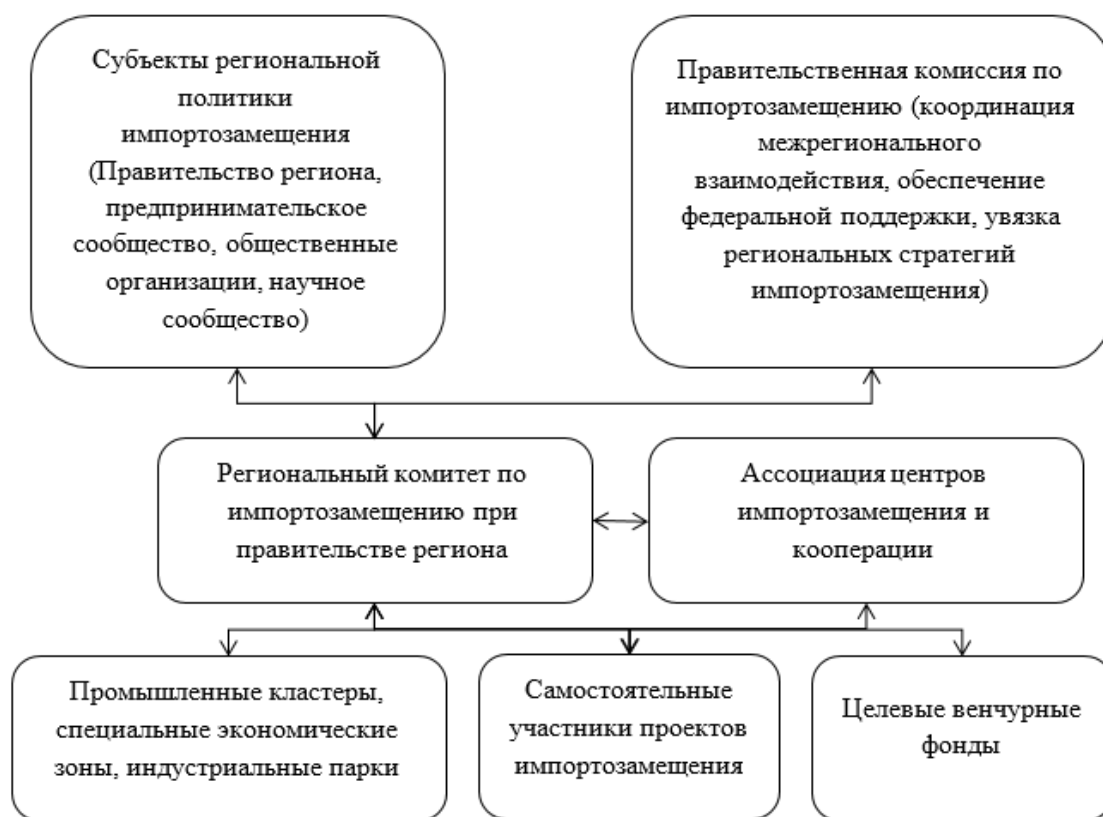 Субъекты региональной
политики
импортозамещения
(Правительство региона,
предпринимательское
сообщество, общественные
организации, научное
сообщество)
Правительственная комиссия по
импортозамещению (координация
межрегионального
взаимодействия, обеспечение
федеральной поддержки, увязка
региональных стратегий
импортозамещения)
Региональный комитет по
импортозамещению при
правительстве региона
Ассоциация центров
импортозамещения и
кооперации
Промышленные кластеры,
специальные экономические
зоны, индустриальные парки
Самостоятельные
участники проектов
импортозамещения
Целевые венчурные
фонды